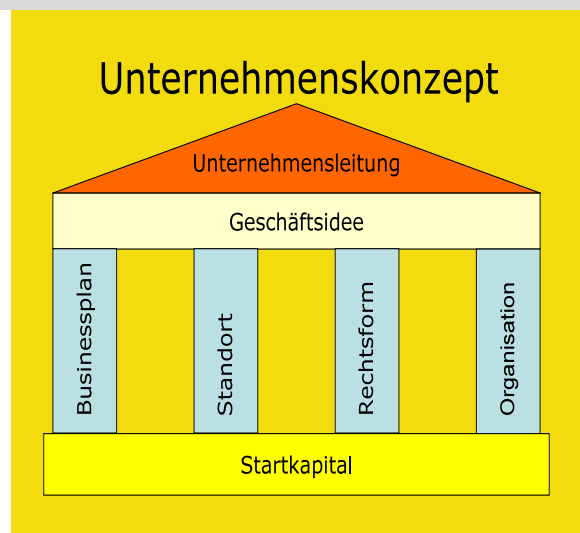 Unternehmenskonzept
Unternehmensleitung
Geschäftsidee
Businessplan
Standort
Rechtsform
Organisation
Startkapital